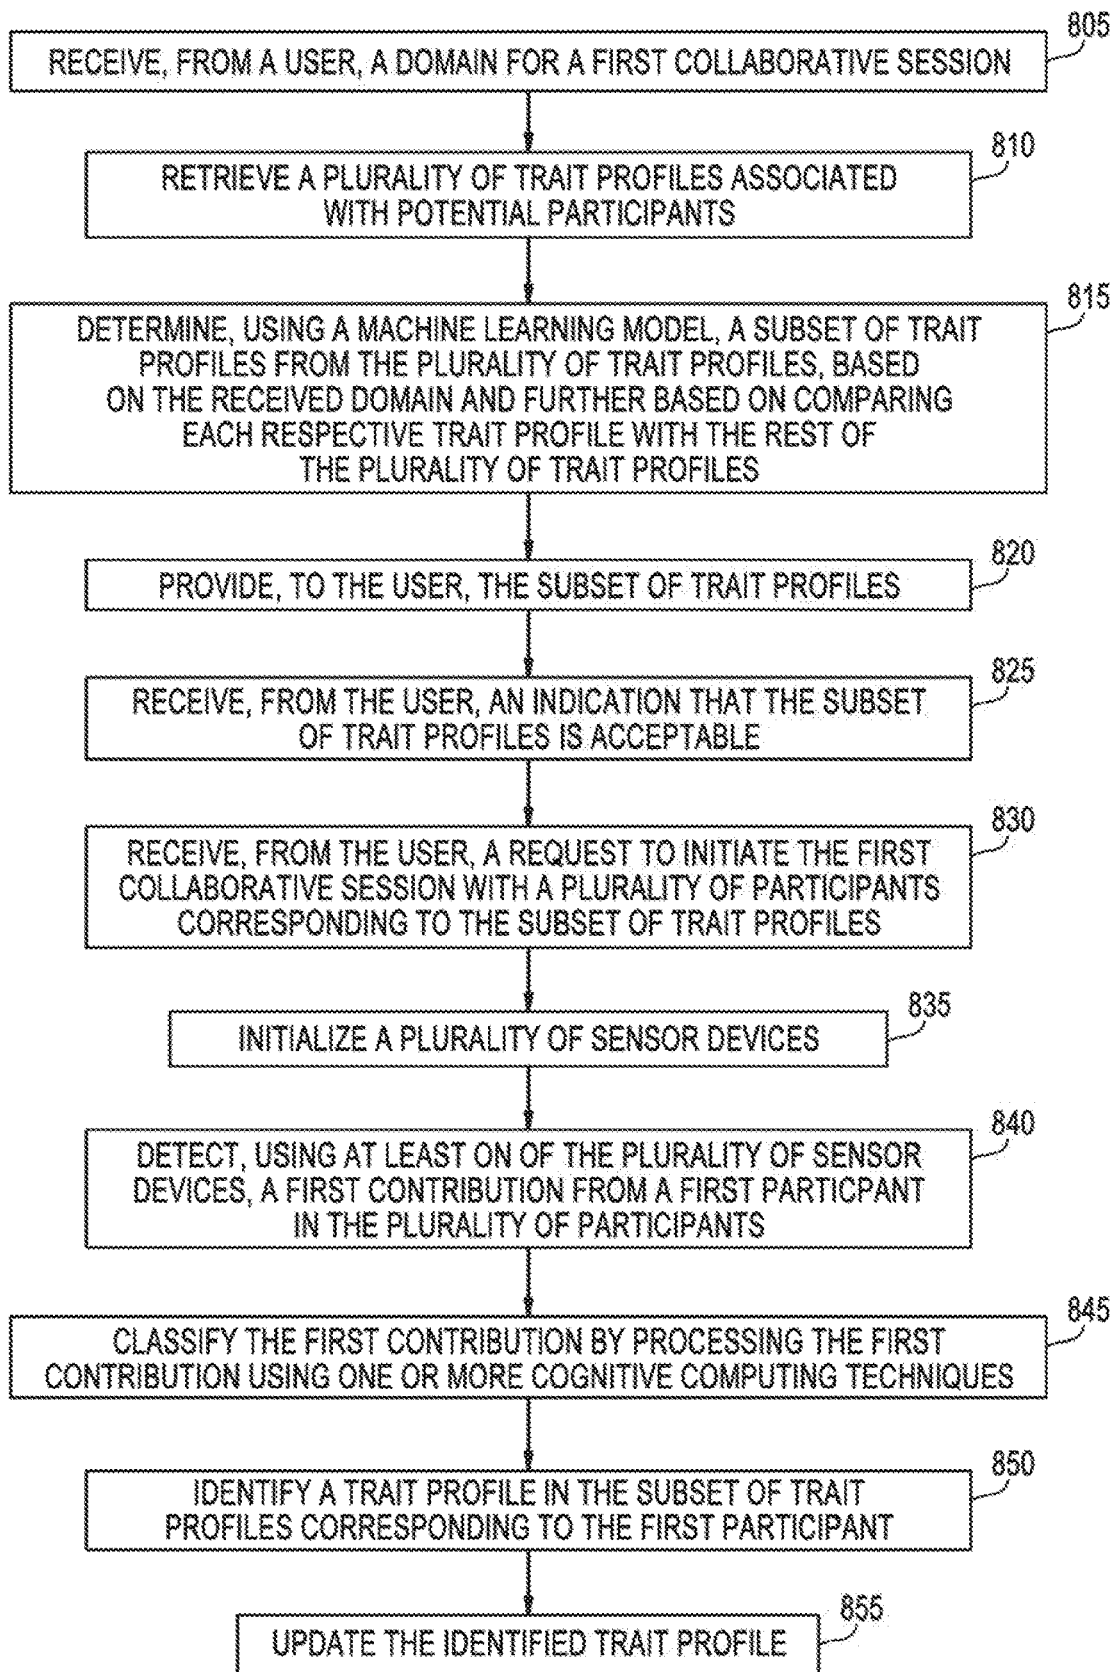 805
RECEIVE, FROM A USER, A DOMAIN FOR A FIRST COLLABORATIVE SESSION
810
RETRIEVE A PLURALITY OF TRAIT PROFILES ASSOCIATED
WITH POTENTIAL PARTICIPANTS
815
DETERMINE, USING A MACHINE LEARNING MODEL, A SUBSET OF TRAIT
PROFILES FROM THE PLURALITY OF TRAIT PROFILES, BASED
ON THE RECEIVED DOMAIN AND FURTHER BASED ON COMPARING
EACH RESPECTIVE TRAIT PROFILE WITH THE REST OF
THE PLURALITY OF TRAIT PROFILES
820
PROVIDE, TO THE USER, THE SUBSET OF TRAIT PROFILES
825
RECEIVE, FROM THE USER, AN INDICATION THAT THE SUBSET
OF TRAIT PROFILES IS ACCEPTABLE
830
RECEIVE, FROM THE USER, A REQUEST TO INITIATE THE FIRST
COLLABORATIVE SESSION WITH A PLURALITY OF PARTICIPANTS
CORRESPONDING TO THE SUBSET OF TRAIT PROFILES
835
INITIALIZE A PLURALITY OF SENSOR DEVICES
840
DETECT, USING AT LEAST ON OF THE PLURALITY OF SENSOR
DEVICES, A FIRST CONTRIBUTION FROM A FIRST PARTICPANT
IN THE PLURALITY OF PARTICIPANTS
845
CLASSIFY THE FIRST CONTRIBUTION BY PROCESSING THE FIRST
CONTRIBUTION USING ONE OR MORE COGNITIVE COMPUTING TECHNIQUES
850
IDENTIFY A TRAIT PROFILE IN THE SUBSET OF TRAIT
PROFILES CORRESPONDING TO THE FIRST PARTICIPANT
855
UPDATE THE IDENTIFIED TRAIT PROFILE